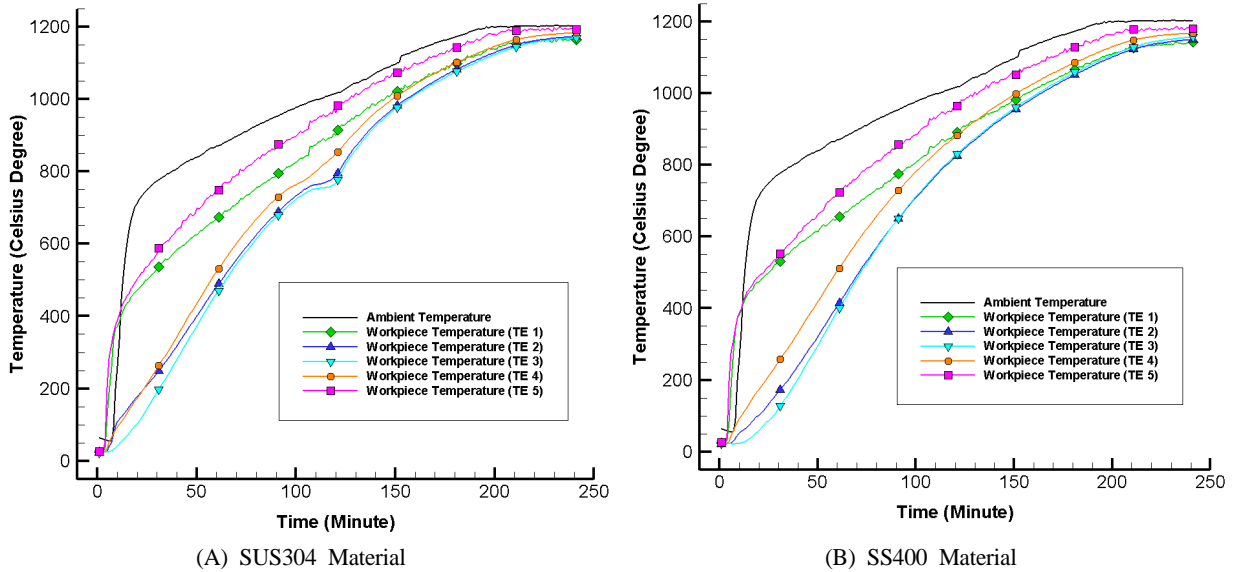 Temperature (Celsius Degree)
1200
1000
800
600
400
200
0
Ambient Temperature
Workpiece Temperature (TE 1)
Workpiece Temperature (TE 2)
Workpiece Temperature (TE 3)
Workpiece Temperature (TE 4)
Workpiece Temperature (TE 5)
0 50 100 150 200 250
Time (Minute)
(A) SUS304 Material
Temperature (Celsius Degree)
1200
1000
800
600
400
200
0
Ambient Temperature
Workpiece Temperature (TE 1)
Workpiece Temperature (TE 2)
Workpiece Temperature (TE 3)
Workpiece Temperature (TE 4)
Workpiece Temperature (TE 5)
0 50 100 150 200 250
Time (Minute)
(B) SS400 Material